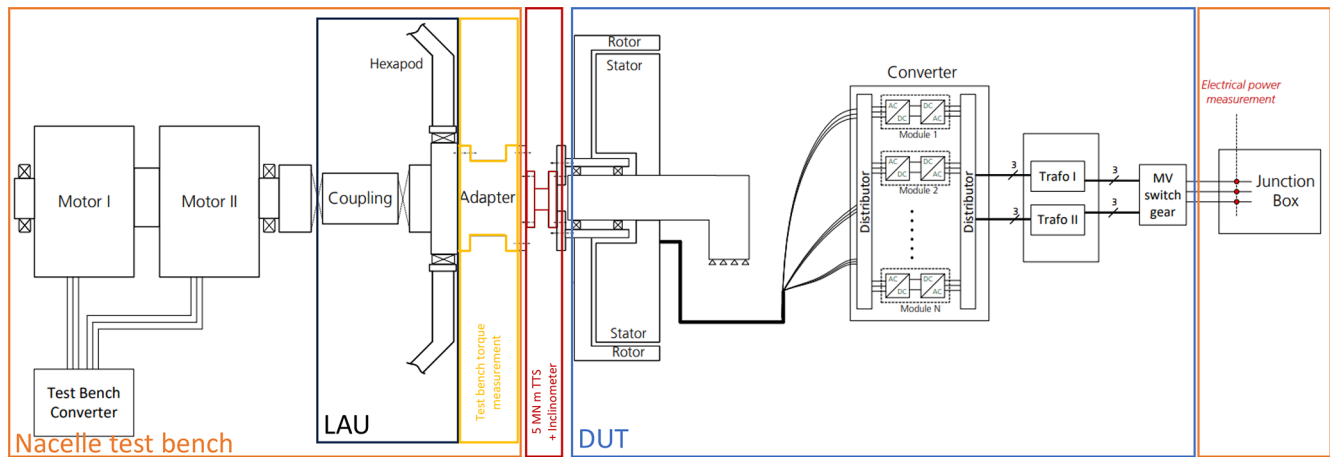 Hexapod
Motor I
Motor II
Coupling
Adapter
Test Bench
Converter
Nacelle test bench
LAU
Test bench torque
measurement
5 MN m TTS
+ Inclinometer
Rotor
Stator
Stator
Rotor
DUT
Converter
Distributor
AC
DC
DC
AC
Module 1
AC
DC
DC
AC
Module 2
AC
DC
DC
AC
Module N
Distributor
3
3
Trafo I
Trafo II
3
3
MV
switch
gear
Electrical power
measurement
Junction
Box